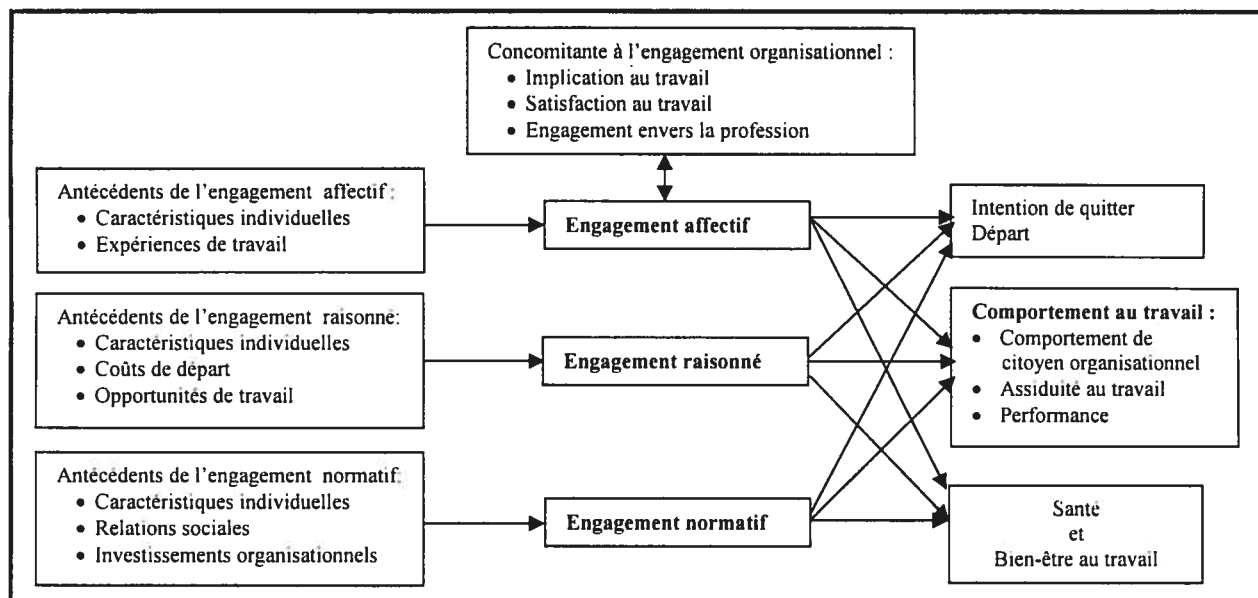 Concomitante à l'engagement organisationnel :
• Implication au travail
• Satisfaction au travail
• Engagement envers la profession
Antécédents de l'engagement affectif :
• Caractéristiques individuelles
• Expériences de travail
Engagement affectif
Intention de quitter
Départ
Antécédents de l'engagement raisonné:
• Caractéristiques individuelles
• Coûts de départ
• Opportunités de travail
Engagement raisonné
Comportement au travail :
• Comportement de
citoyen organisationnel
• Assiduité au travail
• Performance
Antécédents de l'engagement normatif:
• Caractéristiques individuelles
• Relations sociales
• Investissements organisationnels
Engagement normatif
Santé
et
Bien-être au travail